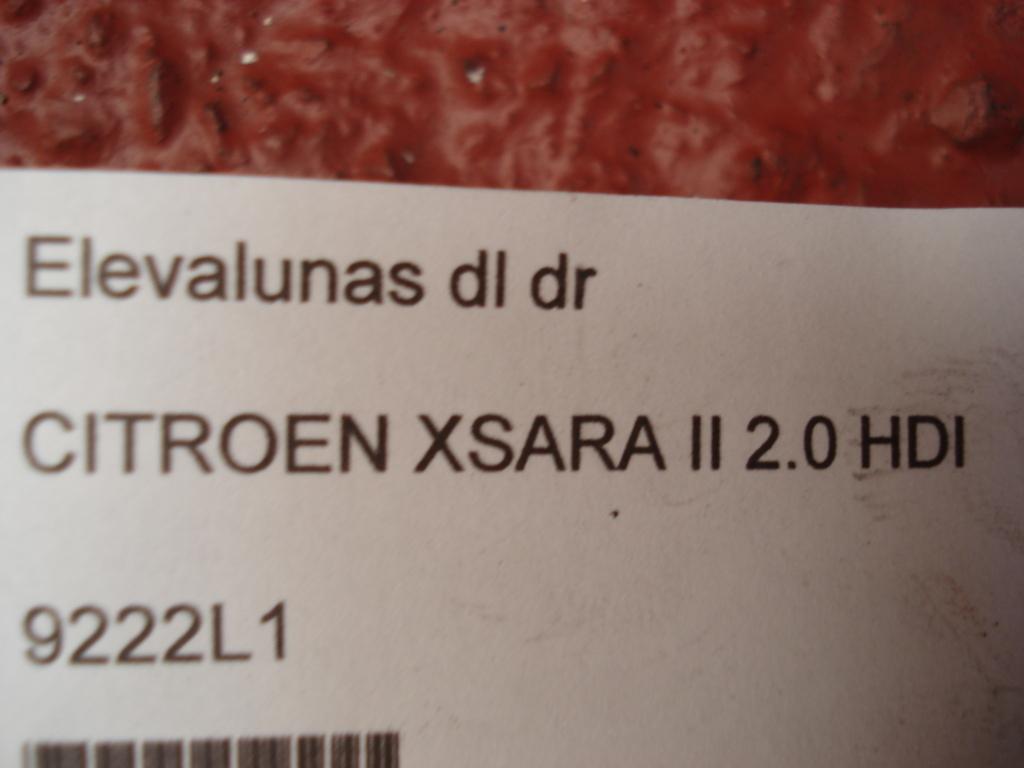 Elevalunas dl dr
CITROEN XSARA II 2.0 HDI
9222L1